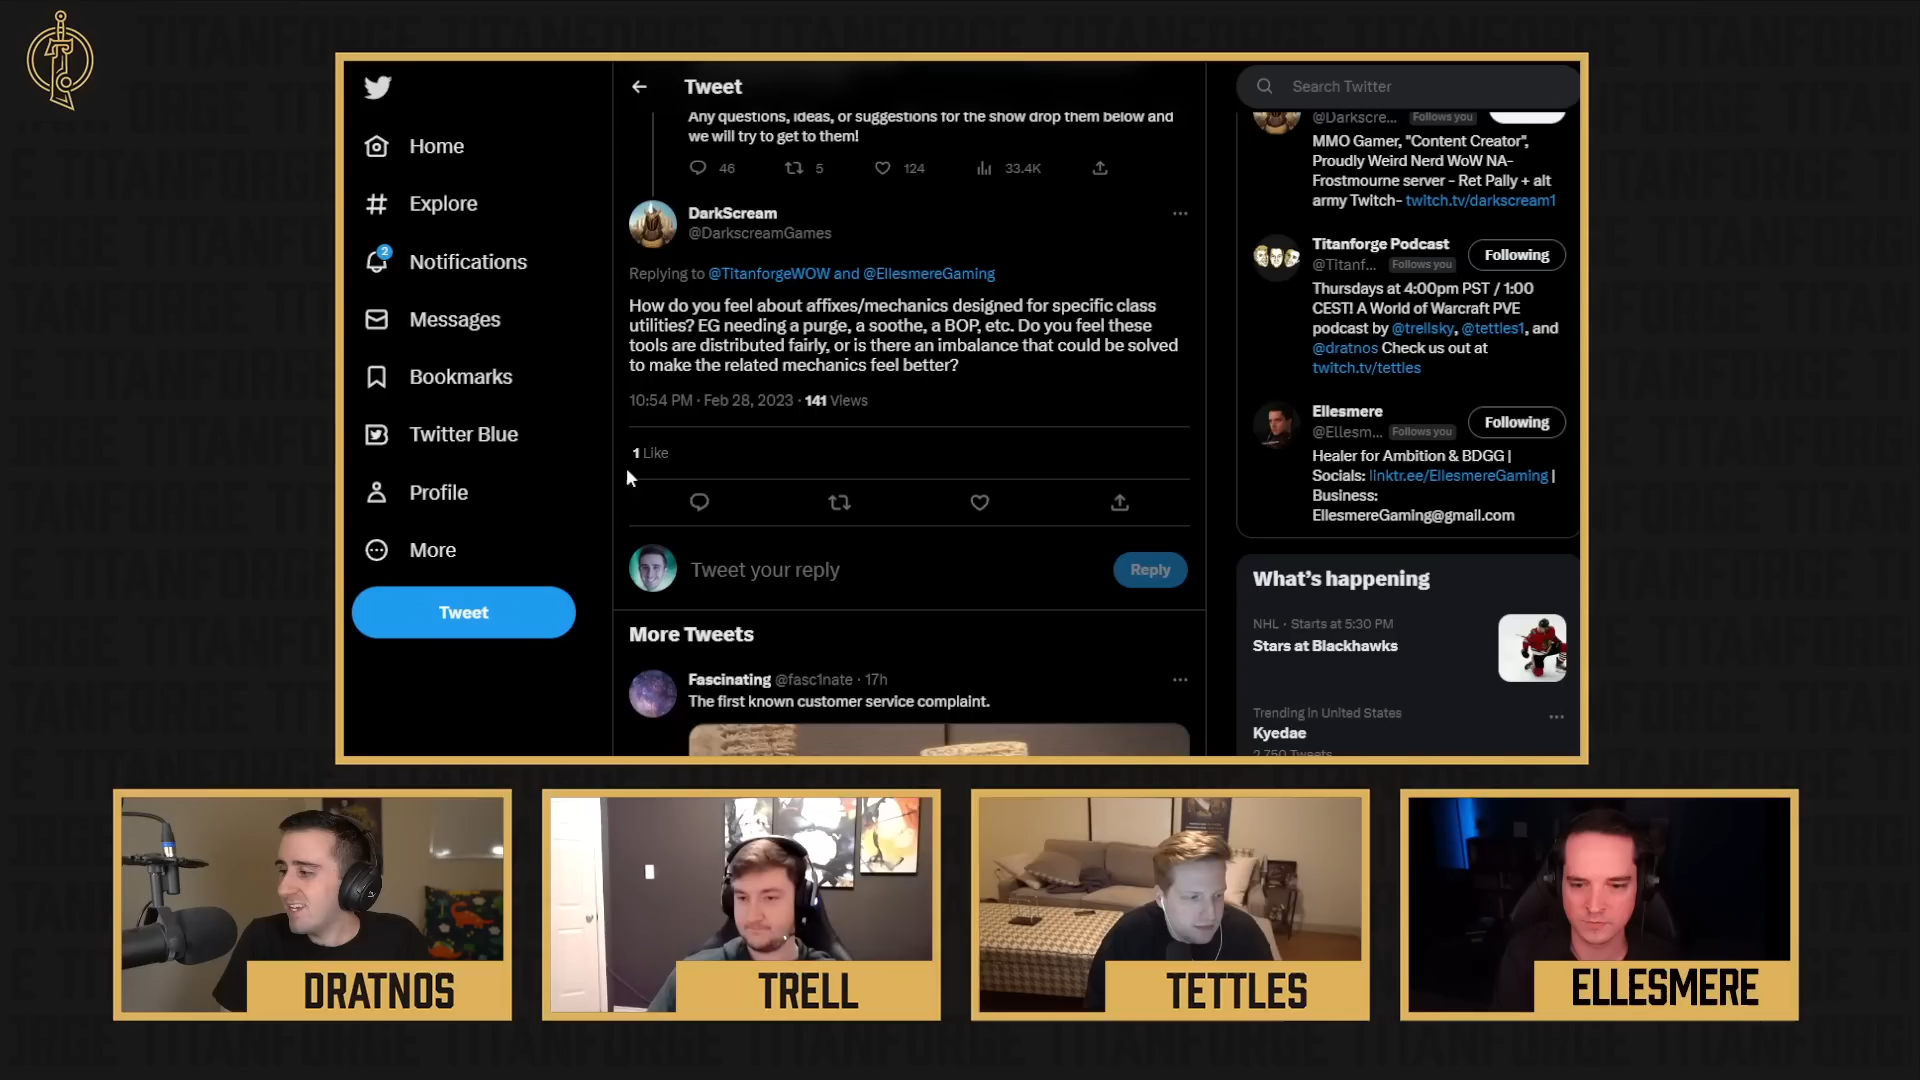 Home
Explore
2
Notifications
Messages
Bookmarks
Twitter Blue
Profile
More
Tweet
Tweet
Any questions, ideas, or suggestions for the show drop them below and
we will try to get to them!
46
5
124
33.4K
DarkScream
@DarkscreamGames
Replying to @TitanforgeWOW and @EllesmereGaming
How do you feel about affixes/mechanics designed for specific class
utilities? EG needing a purge, a soothe, a BOP, etc. Do you feel these
tools are distributed fairly, or is there an imbalance that could be solved
to make the related mechanics feel better?
10:54 PM · Feb 28, 2023 · 141 Views
1 Like
Tweet your reply
Reply
More Tweets
Fascinating @fasc1nate · 17h
The first known customer service complaint.
Search Twitter
@Darkscre... Follows you
MMO Gamer, "Content Creator",
Proudly Weird Nerd WoW NA-
Frostmourne server - Ret Pally + alt
army Twitch- twitch.tv/darkscream1
Titanforge Podcast
@Titanf... Follows you
Following
Thursdays at 4:00pm PST / 1:00
CEST! A World of Warcraft PVE
podcast by @trellsky, @tettles1, and
@dratnos Check us out at
twitch.tv/tettles
Ellesmere
@Ellesm... Follows you
Following
Healer for Ambition & BDGG |
Socials: linktr.ee/EllesmereGaming |
Business:
EllesmereGaming@gmail.com
What's happening
NHL · Starts at 5:30 PM
Stars at Blackhawks
Trending in United States
Kyedae
2,750 Tweets
DRATNOS
TRELL
TETTLES
ELLESMERE